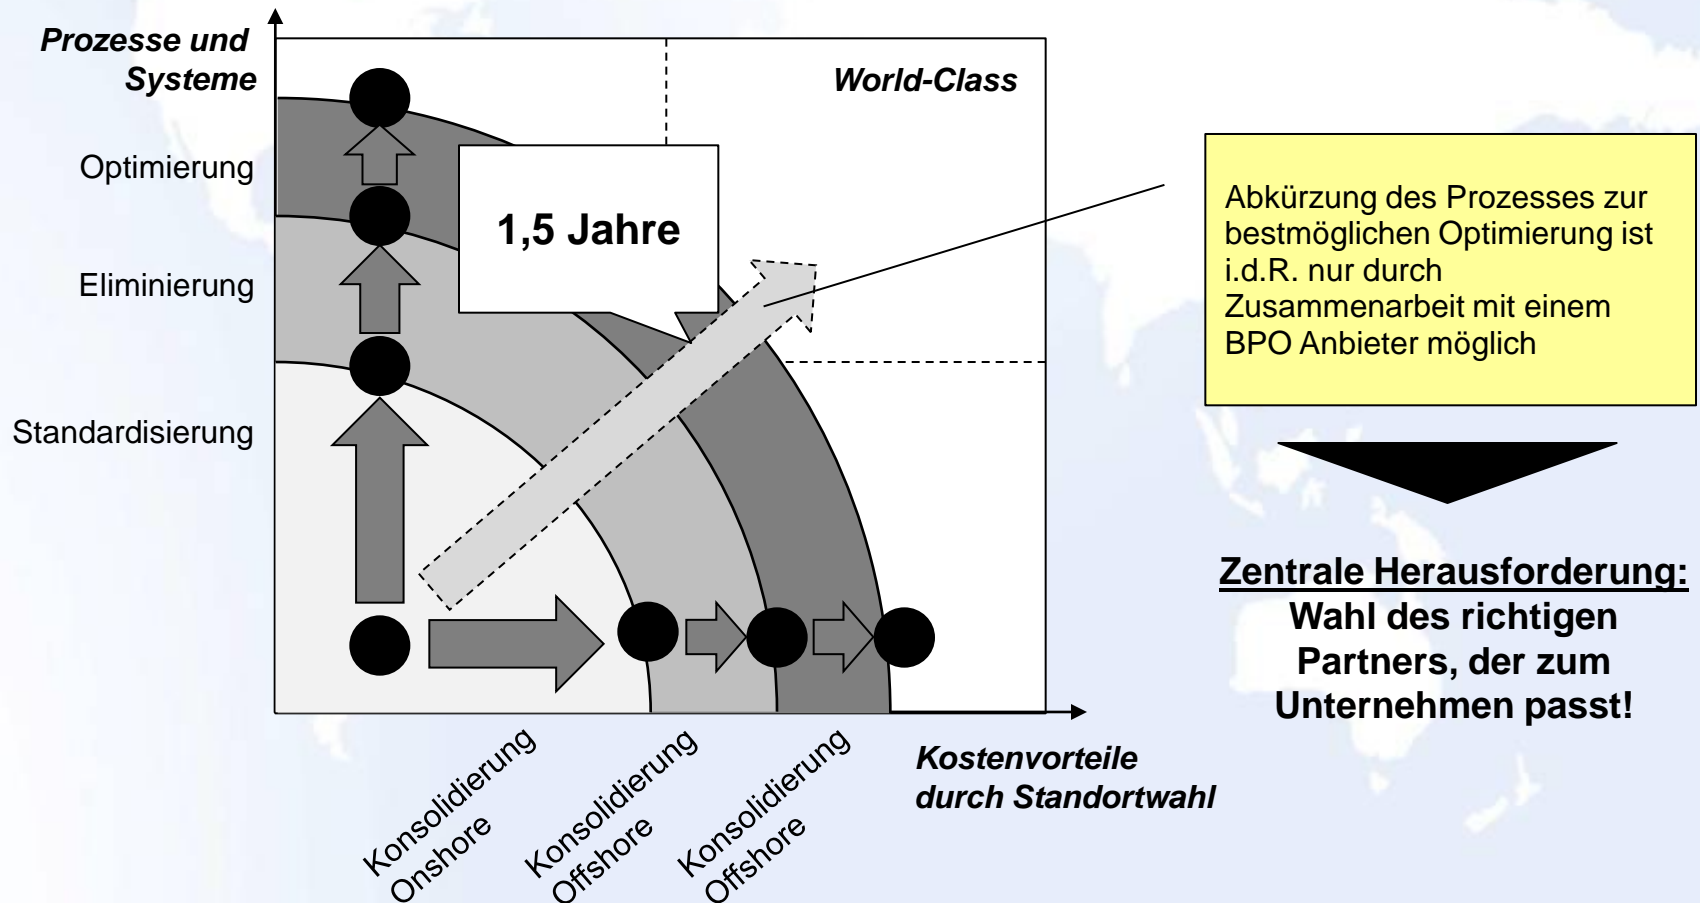 Prozesse und
Systeme
World-Class
Optimierung
1,5 Jahre
Eliminierung
Standardisierung
Abkürzung des Prozesses zur
bestmöglichen Optimierung ist
i.d.R. nur durch
Zusammenarbeit mit einem
BPO Anbieter möglich
Zentrale Herausforderung:
Wahl des richtigen
Partners, der zum
Unternehmen passt!
Konsolidierung
Onshore
Konsolidierung
Offshore
Konsolidierung
Offshore
Kostenvorteile
durch Standortwahl